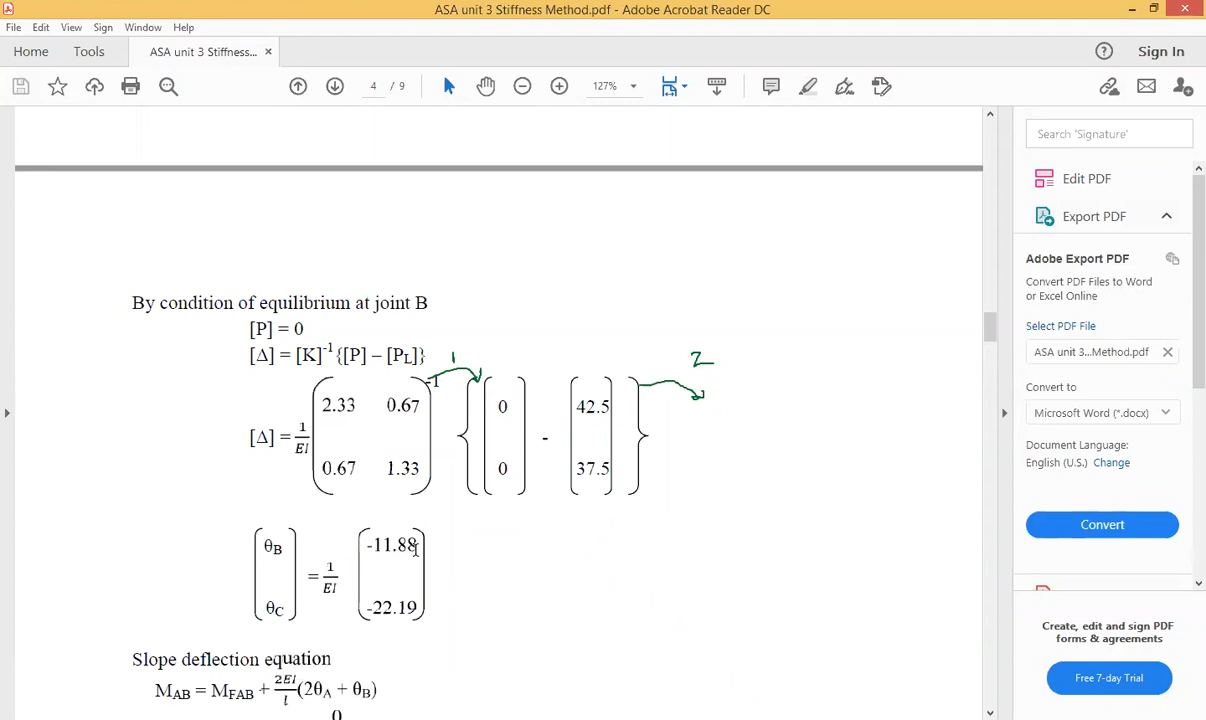 ASA unit 3 Stiffness Method.pdf - Adobe Acrobat Reader DC
File Edit View Sign Window Help
Home Tools ASA unit 3 Stiffness... × Sign In
4 / 9 127%
Search 'Signature'
Edit PDF
Export PDF
Adobe Export PDF
Convert PDF Files to Word
or Excel Online
Select PDF File
ASA unit 3...Method.pdf ×
Convert to
Microsoft Word (*.docx)
Document Language:
English (U.S.) Change
Convert
Create, edit and sign PDF
forms & agreements
Free 7-day Trial
By condition of equilibrium at joint B
[P] = 0
[Δ] = [K]-1 {[P] – [PL]}
1 2
-1
2.33 0.67 0 42.5
[Δ] = 1/EI -
0.67 1.33 0 37.5
θB -11.88
= 1/EI
θC -22.19
Slope deflection equation
MAB = MFAB + 2EI/l (2θA + θB)
0